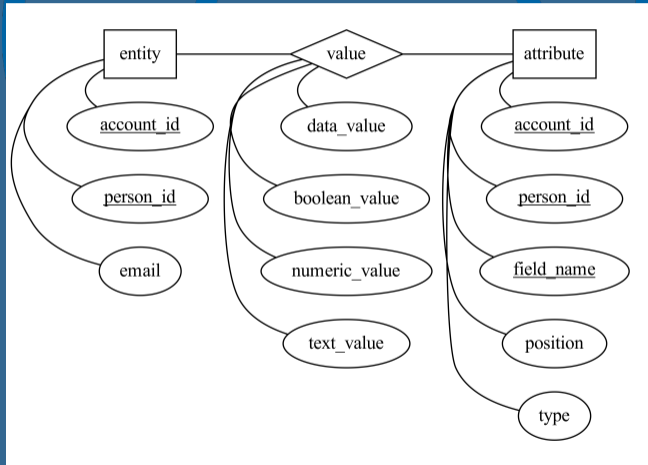 entity
value
attribute
account_id
data_value
account_id
person_id
boolean_value
person_id
email
numeric_value
field_name
text_value
position
type